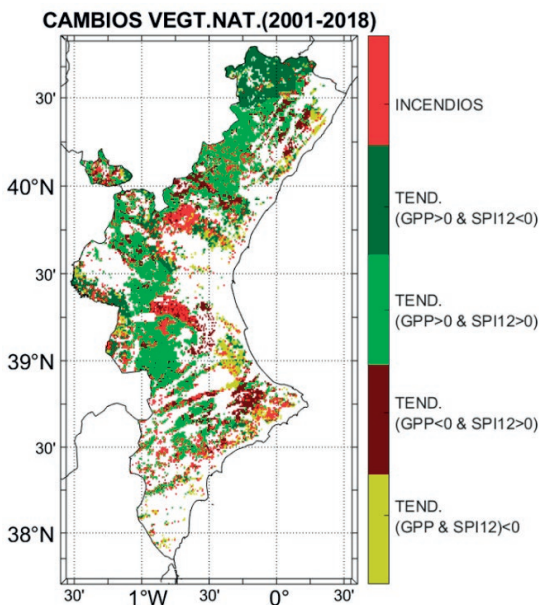 CAMBIOS VEGT.NAT.(2001-2018)
30'
40°N
30'
39°N
30'
38°N
30'
1°W
30'
0°
30'
INCENDIOS
TEND.
(GPP>0 & SPI12<0)
TEND.
(GPP>0 & SPI12>0)
TEND.
(GPP<0 & SPI12>0)
TEND.
(GPP & SPI12)<0